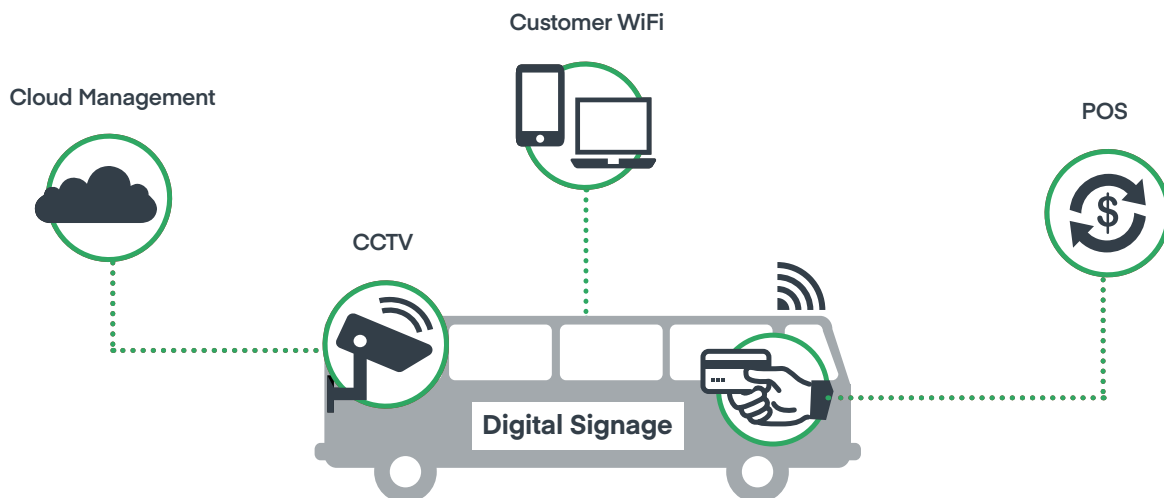 Customer WiFi
Cloud Management
POS
$
CCTV
Digital Signage